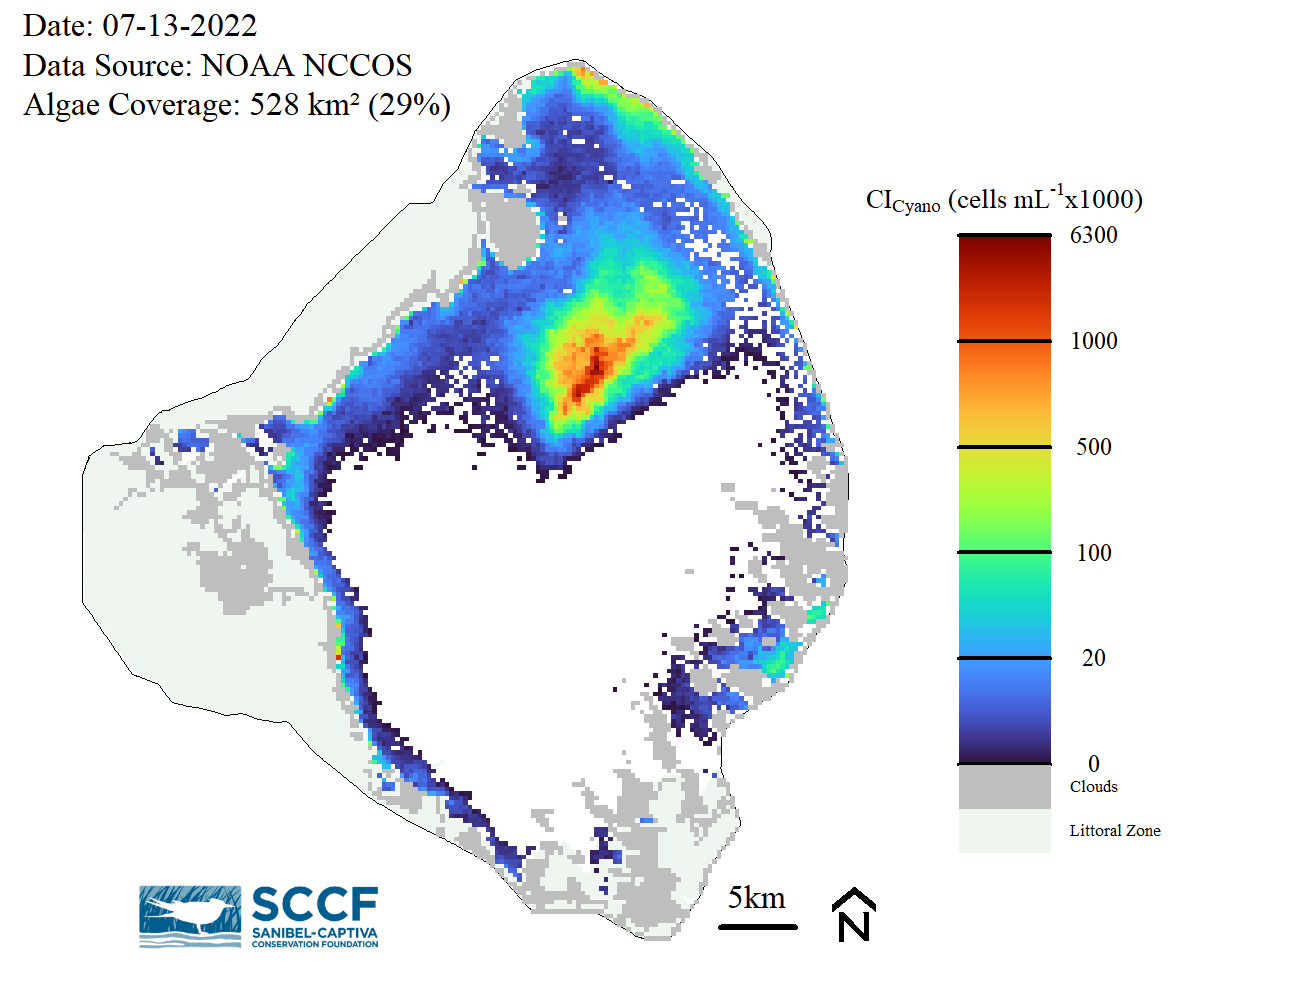 Date: 07-13-2022
Data Source: NOAA NCCOS
Algae Coverage: 528 km² (29%)
CICyano (cells mL-1x1000)
6300
1000
500
100
20
0
Clouds
Littoral Zone
SCCF
SANIBEL-CAPTIVA
CONSERVATION FOUNDATION
5km
N